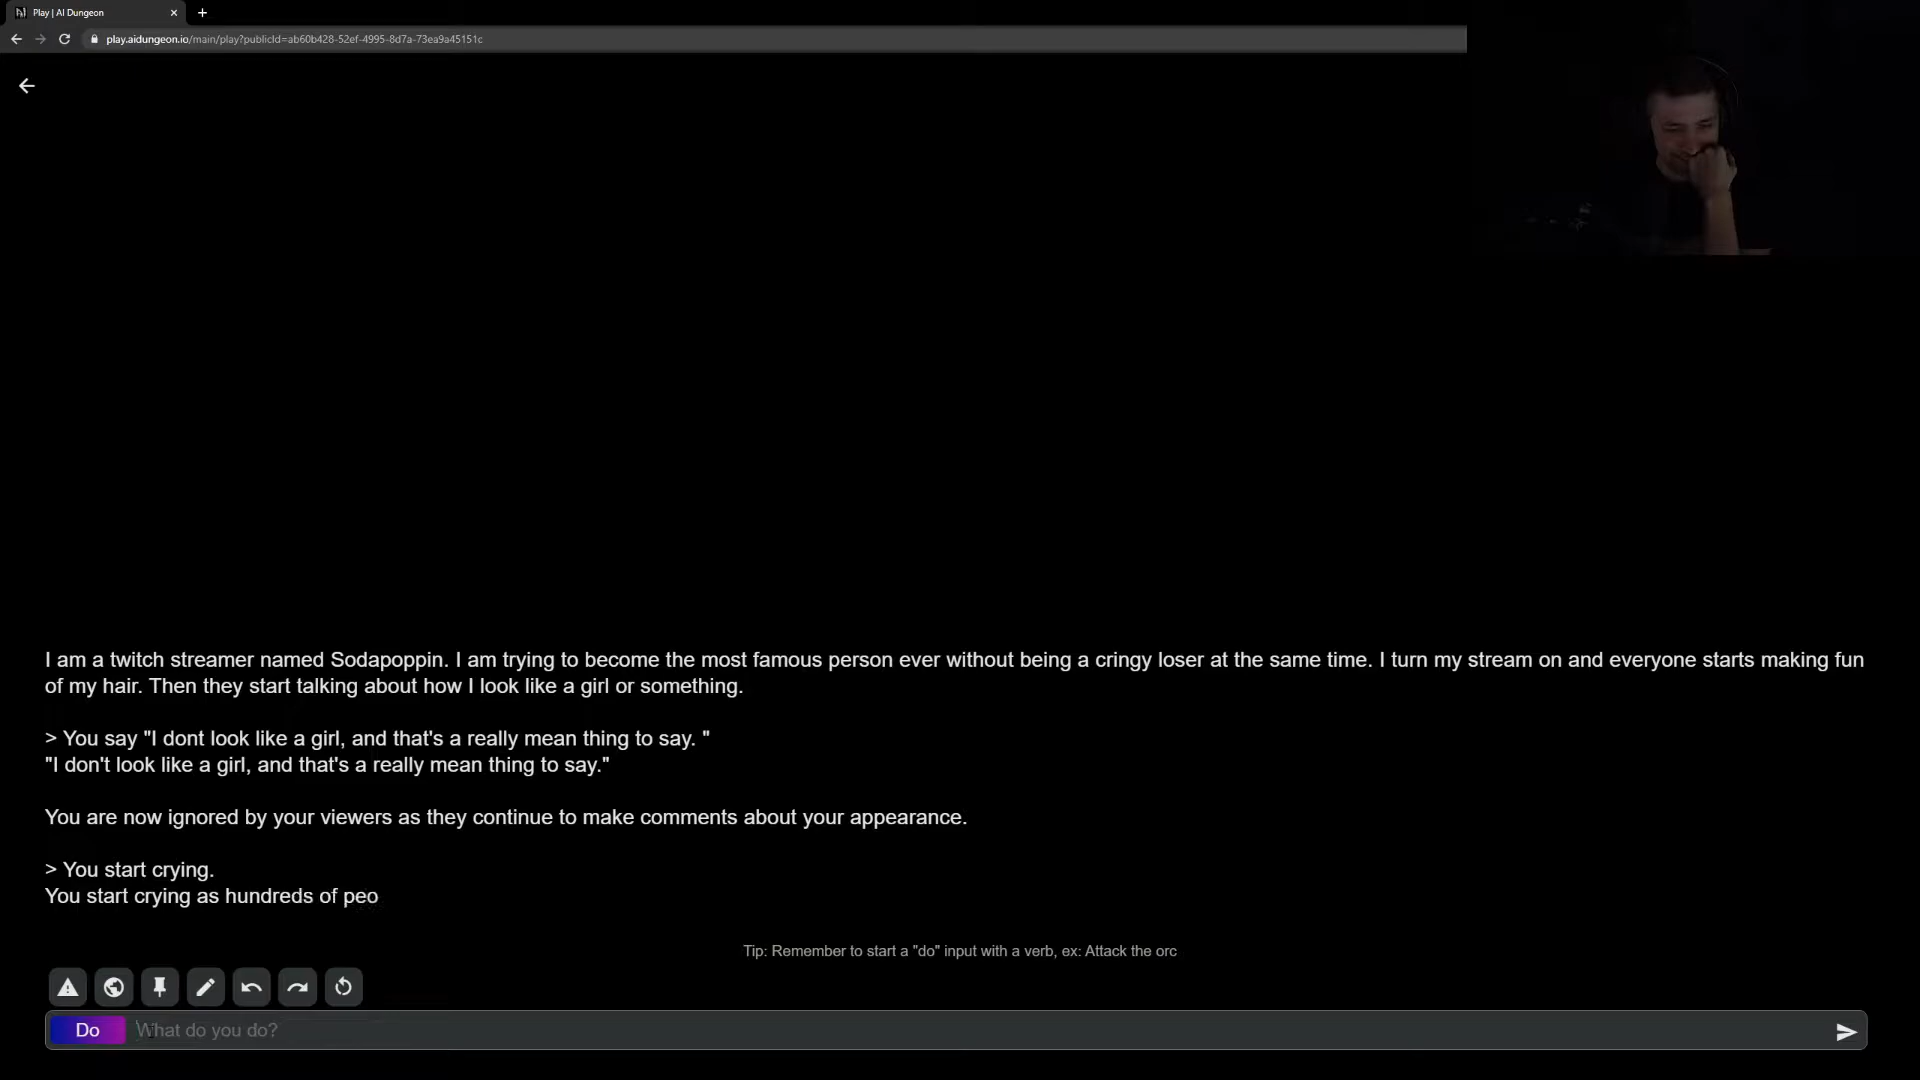 Play | AI Dungeon
play.aidungeon.io/main/play?publicId=ab60b428-52ef-4995-8d7a-73ea9a45151c
I am a twitch streamer named Sodapoppin. I am trying to become the most famous person ever without being a cringy loser at the same time. I turn my stream on and everyone starts making fun
of my hair. Then they start talking about how I look like a girl or something.
> You say "I dont look like a girl, and that's a really mean thing to say. "
"I don't look like a girl, and that's a really mean thing to say."
You are now ignored by your viewers as they continue to make comments about your appearance.
> You start crying.
You start crying as hundreds of peo
Tip: Remember to start a "do" input with a verb, ex: Attack the orc
Do What do you do?